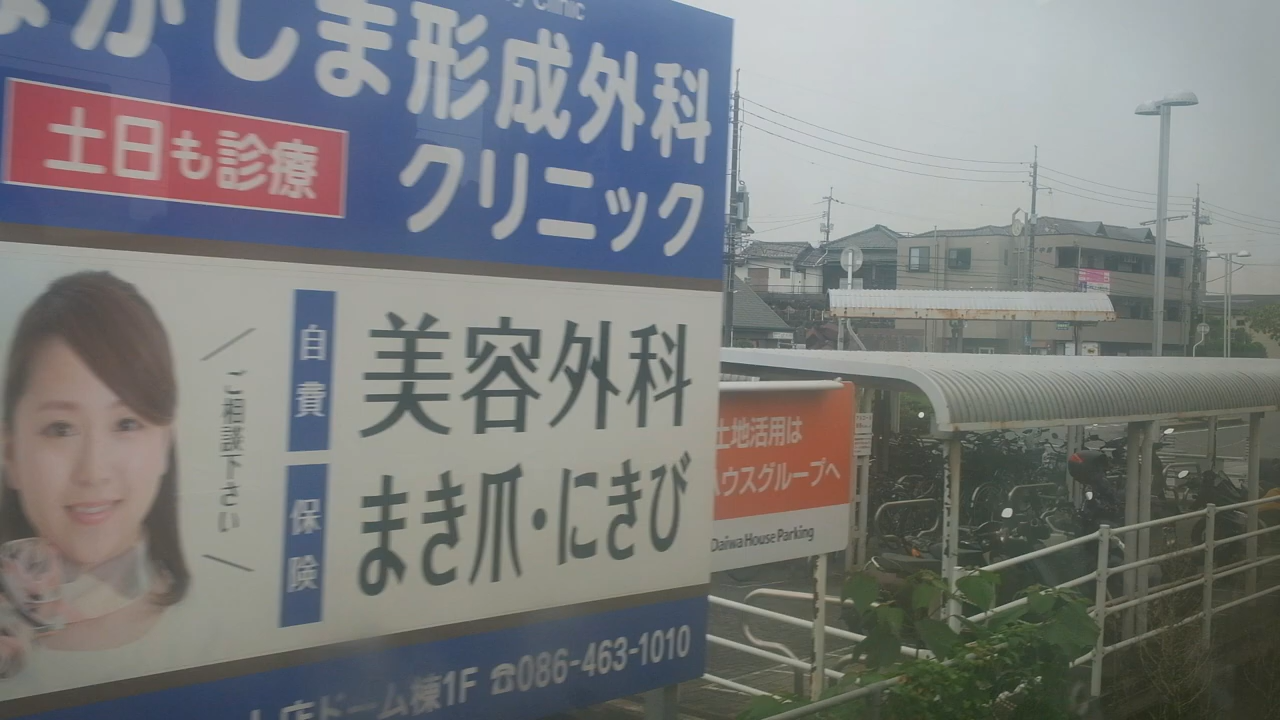 Clinic
がしま形成外科
クリニック
土日も診療
ご相談下さい
自費
美容外科
保険
まき爪・にきび
店ドーム棟1F ☎086-463-1010
土地活用は
ハウスグループへ
Daiwa House Parking